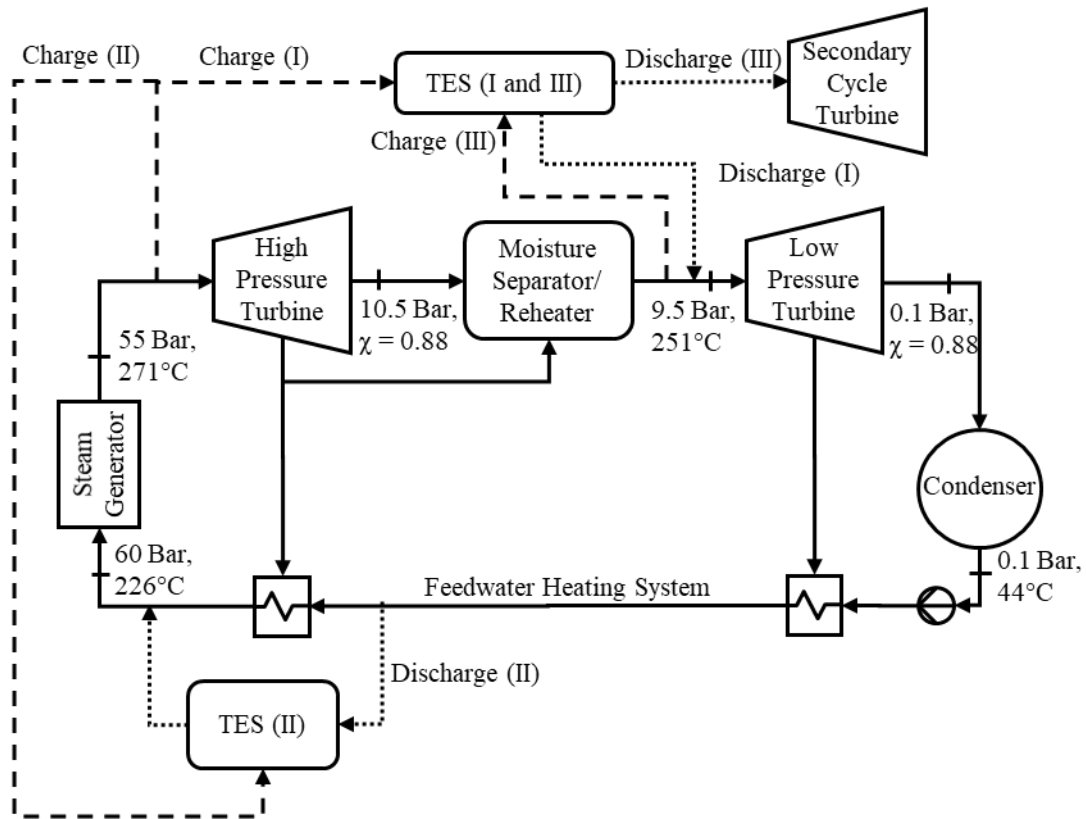 Charge (II)
Charge (I)
TES (I and III)
Discharge (III)
Secondary
Cycle
Turbine
Charge (III)
Discharge (I)
High
Pressure
Turbine
10.5 Bar,
χ = 0.88
Moisture
Separator/
Reheater
9.5 Bar,
251°C
Low
Pressure
Turbine
0.1 Bar,
χ = 0.88
55 Bar,
271°C
Steam
Generator
Condenser
60 Bar,
226°C
Feedwater Heating System
0.1 Bar,
44°C
Discharge (II)
TES (II)